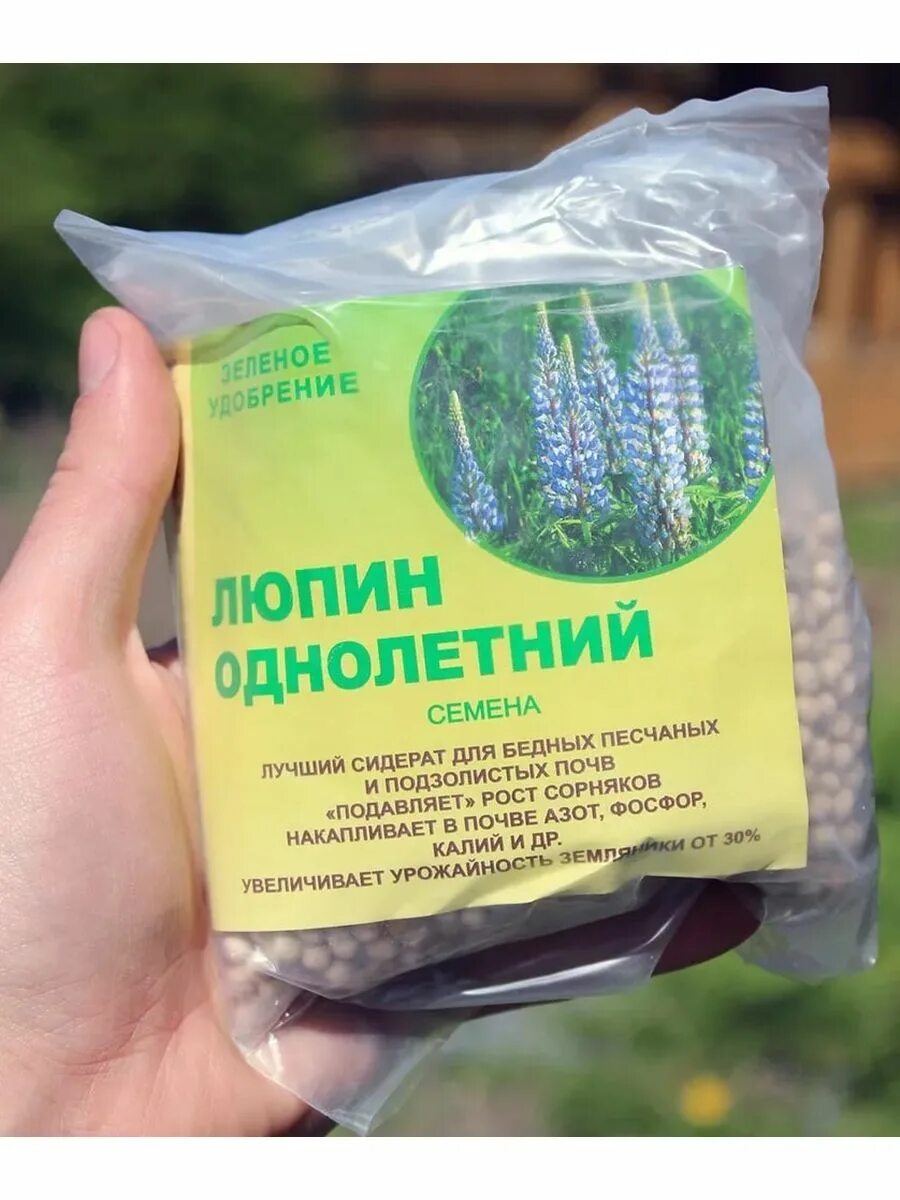 ЗЕЛЕНОЕ
УДОБРЕНИЕ
ЛЮПИН
ОДНОЛЕТНИЙ
СЕМЕНА
ЛУЧШИЙ СИДЕРАТ ДЛЯ БЕДНЫХ ПЕСЧАНЫХ
И ПОДЗОЛИСТЫХ ПОЧВ
«ПОДАВЛЯЕТ» РОСТ СОРНЯКОВ
НАКАПЛИВАЕТ В ПОЧВЕ АЗОТ, ФОСФОР,
КАЛИЙ И ДР.
УВЕЛИЧИВАЕТ УРОЖАЙНОСТЬ ЗЕМЛЯНИКИ ОТ 30%